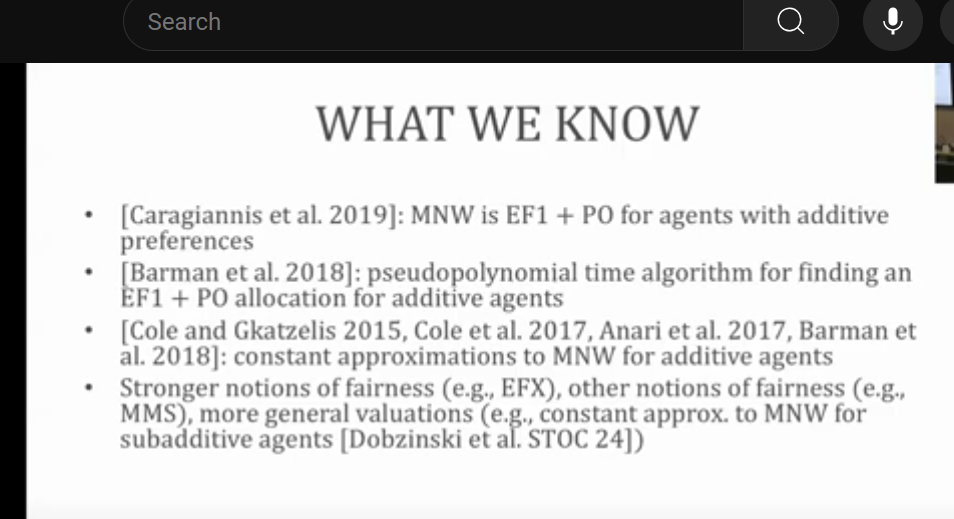 Search
WHAT WE KNOW
• [Caragiannis et al. 2019]: MNW is EF1 + PO for agents with additive
preferences
• [Barman et al. 2018]: pseudopolynomial time algorithm for finding an
EF1 + PO allocation for additive agents
• [Cole and Gkatzelis 2015, Cole et al. 2017, Anari et al. 2017, Barman et
al. 2018]: constant approximations to MNW for additive agents
• Stronger notions of fairness (e.g., EFX), other notions of fairness (e.g.,
MMS), more general valuations (e.g., constant approx. to MNW for
subadditive agents [Dobzinski et al. STOC 24])